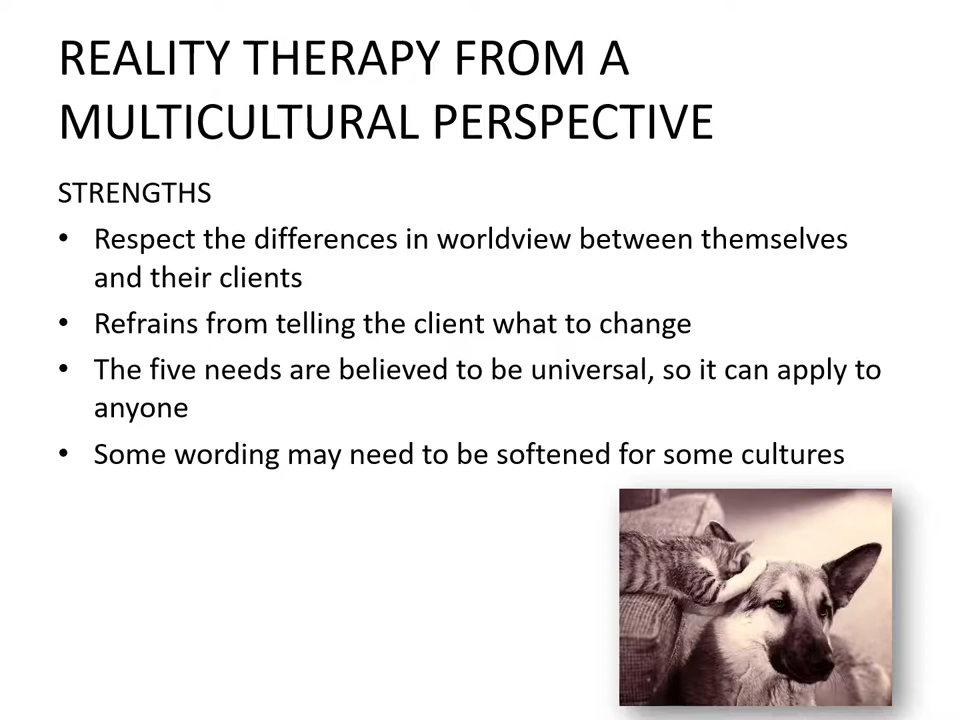 REALITY THERAPY FROM A
MULTICULTURAL PERSPECTIVE
STRENGTHS
• Respect the differences in worldview between themselves
and their clients
• Refrains from telling the client what to change
• The five needs are believed to be universal, so it can apply to
anyone
• Some wording may need to be softened for some cultures